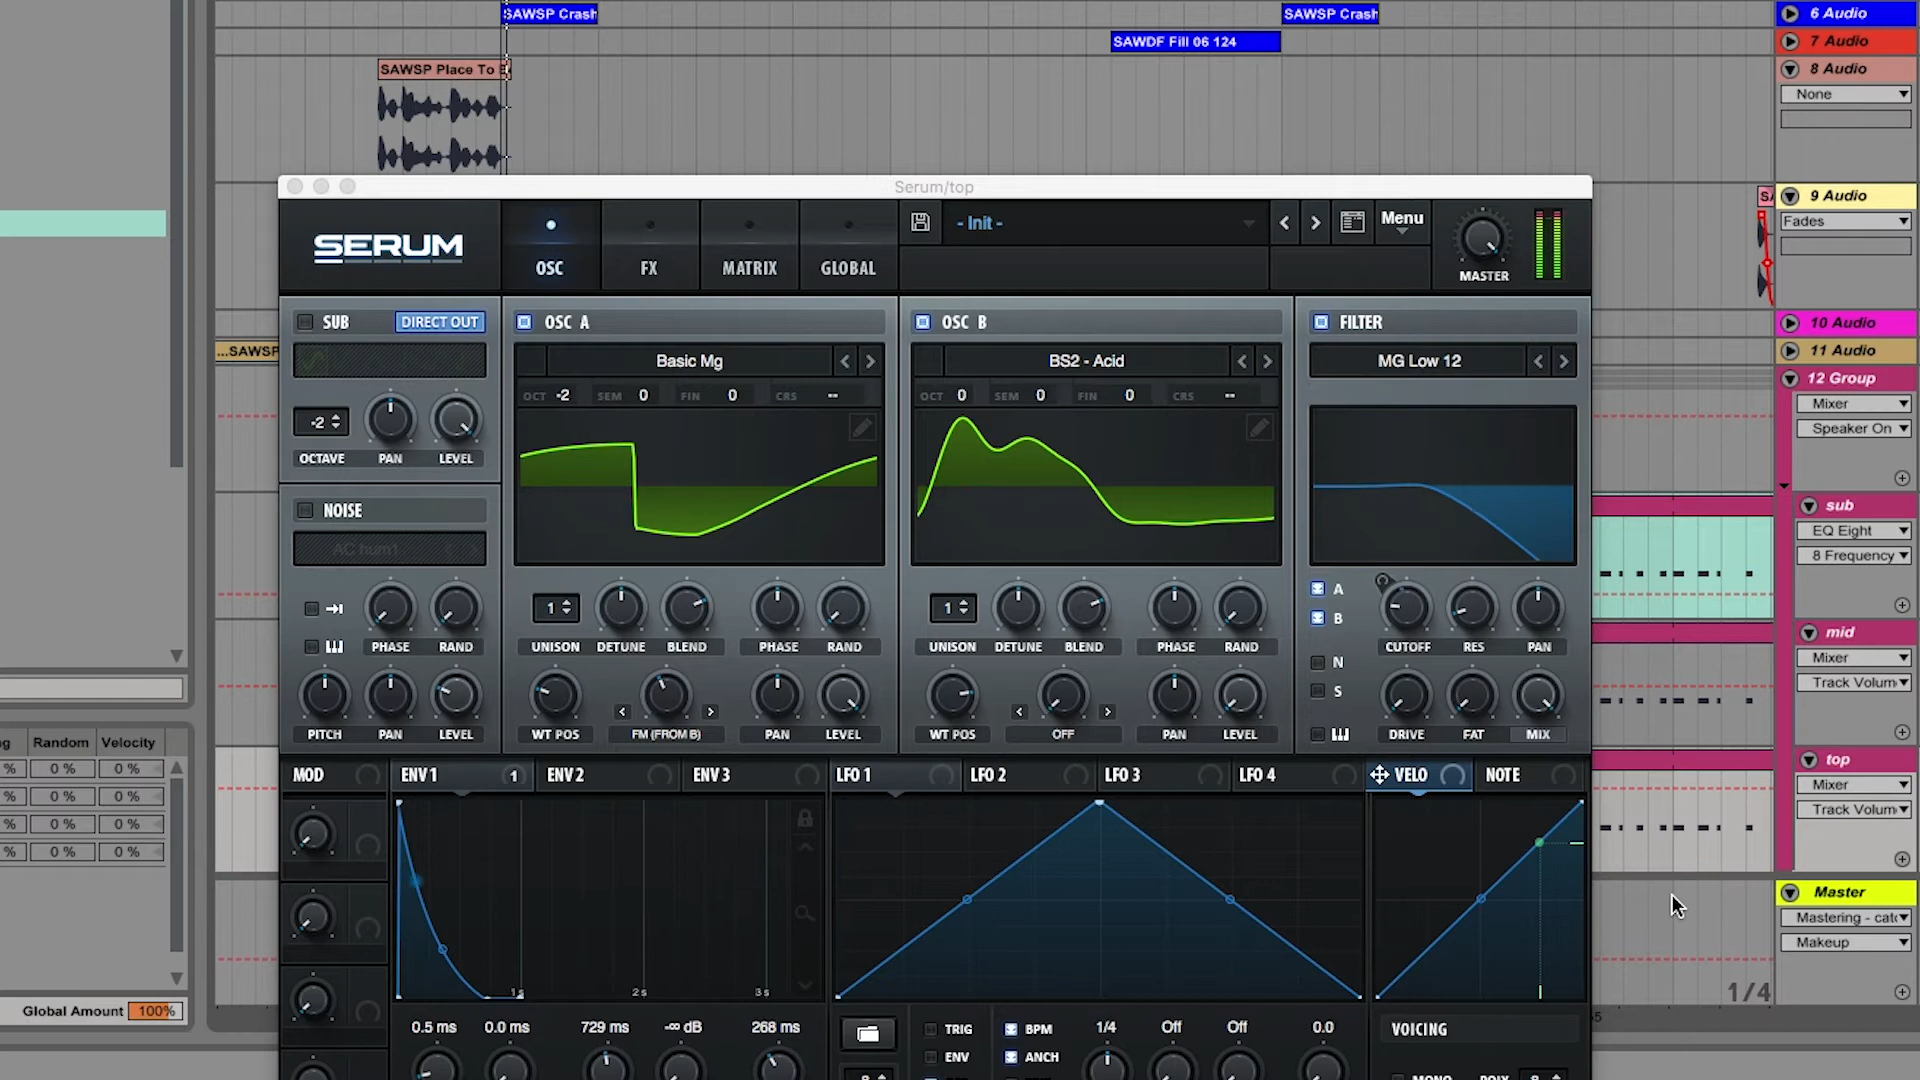 SAWSP Crash
SAWSP Crash
6 Audio
SAWDF Fill 06 124
7 Audio
SAWSP Place To
8 Audio
None
Serum/top
9 Audio
Fades
SERUM
OSC
FX
MATRIX
GLOBAL
- Init -
Menu
MASTER
10 Audio
...SAWSP
11 Audio
12 Group
Mixer
Speaker On
SUB
DIRECT OUT
-2
OCTAVE
PAN
LEVEL
NOISE
AC hum1
PHASE
RAND
PITCH
PAN
LEVEL
OSC A
Basic Mg
OCT -2 SEM 0 FIN 0 CRS --
1
UNISON
DETUNE
BLEND
PHASE
RAND
WT POS
FM (FROM B)
PAN
LEVEL
OSC B
BS2 - Acid
OCT 0 SEM 0 FIN 0 CRS --
1
UNISON
DETUNE
BLEND
PHASE
RAND
WT POS
OFF
PAN
LEVEL
FILTER
MG Low 12
A
B
N
S
CUTOFF
RES
PAN
DRIVE
FAT
MIX
sub
EQ Eight
8 Frequency
mid
Mixer
Track Volum
top
Mixer
Track Volum
Master
Mastering - cat
Makeup
1/4
Random
Velocity
% 0 % 0 %
% 0 % 0 %
% 0 % 0 %
% 0 % 0 %
Global Amount 100%
MOD
ENV 1 1
ENV 2
ENV 3
LFO 1
LFO 2
LFO 3
LFO 4
VELO
NOTE
1s
2s
3s
0.5 ms
0.0 ms
729 ms
-∞ dB
268 ms
TRIG
ENV
BPM
ANCH
1/4
Off
Off
0.0
VOICING
MONO
POLY
8